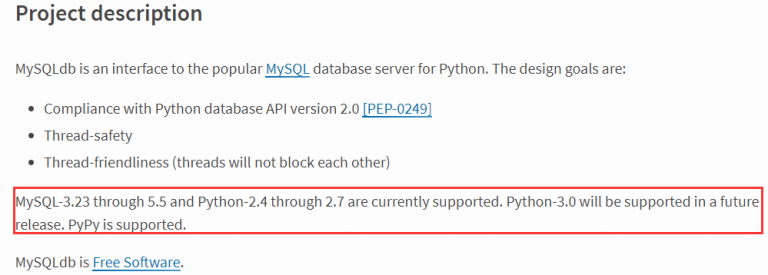 Project description
MySQLdb is an interface to the popular MySQL database server for Python. The design goals are:
• Compliance with Python database API version 2.0 [PEP-0249]
• Thread-safety
• Thread-friendliness (threads will not block each other)
MySQL-3.23 through 5.5 and Python-2.4 through 2.7 are currently supported. Python-3.0 will be supported in a future
release. PyPy is supported.
MySQLdb is Free Software.